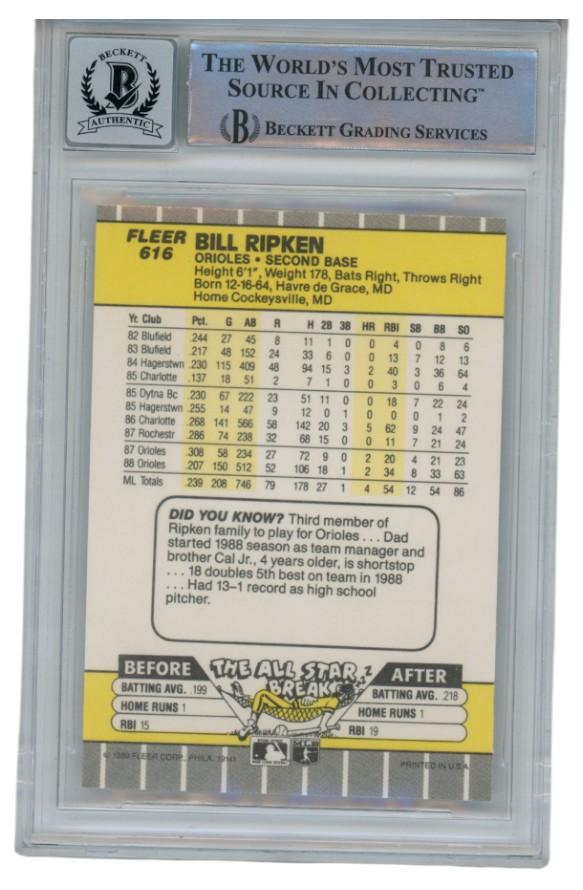 BECKETT
B
AUTHENTIC
THE WORLD'S MOST TRUSTED
SOURCE IN COLLECTING™
B BECKETT GRADING SERVICES
FLEER
616
BILL RIPKEN
ORIOLES • SECOND BASE
Height 6'1", Weight 178, Bats Right, Throws Right
Born 12-16-64, Havre de Grace, MD
Home Cockeysville, MD
Yr. Club Pct. G AB R H 2B 3B HR RBI SB BB SO
82 Blufield .244 27 45 8 11 1 0 0 4 0 8 6
83 Blufield .217 48 152 24 33 6 0 0 13 7 12 13
84 Hagerstwn .230 115 409 48 94 15 3 2 40 3 36 64
85 Charlotte .137 18 51 2 7 1 0 0 3 0 6 4
85 Dytna Bc .230 67 222 23 51 11 0 0 18 7 22 24
85 Hagerstwn .255 14 47 9 12 0 1 0 0 0 1 2
86 Charlotte .268 141 566 58 142 20 3 5 62 9 24 47
87 Rochestr .286 74 238 32 68 15 0 0 11 7 21 24
87 Orioles .308 58 234 27 72 9 0 2 20 4 21 23
88 Orioles .207 150 512 52 106 18 1 2 34 8 33 63
ML Totals .239 208 746 79 178 27 1 4 54 12 54 86
DID YOU KNOW? Third member of
Ripken family to play for Orioles . . . Dad
started 1988 season as team manager and
brother Cal Jr., 4 years older, is shortstop
. . . 18 doubles 5th best on team in 1988
. . . Had 13–1 record as high school
pitcher.
BEFORE THE ALL STAR BREAK AFTER
BATTING AVG. .199
HOME RUNS 1
RBI 15
BATTING AVG. .218
HOME RUNS 1
RBI 19
© 1989 FLEER CORP., PHILA. 19141
PRINTED IN U.S.A.